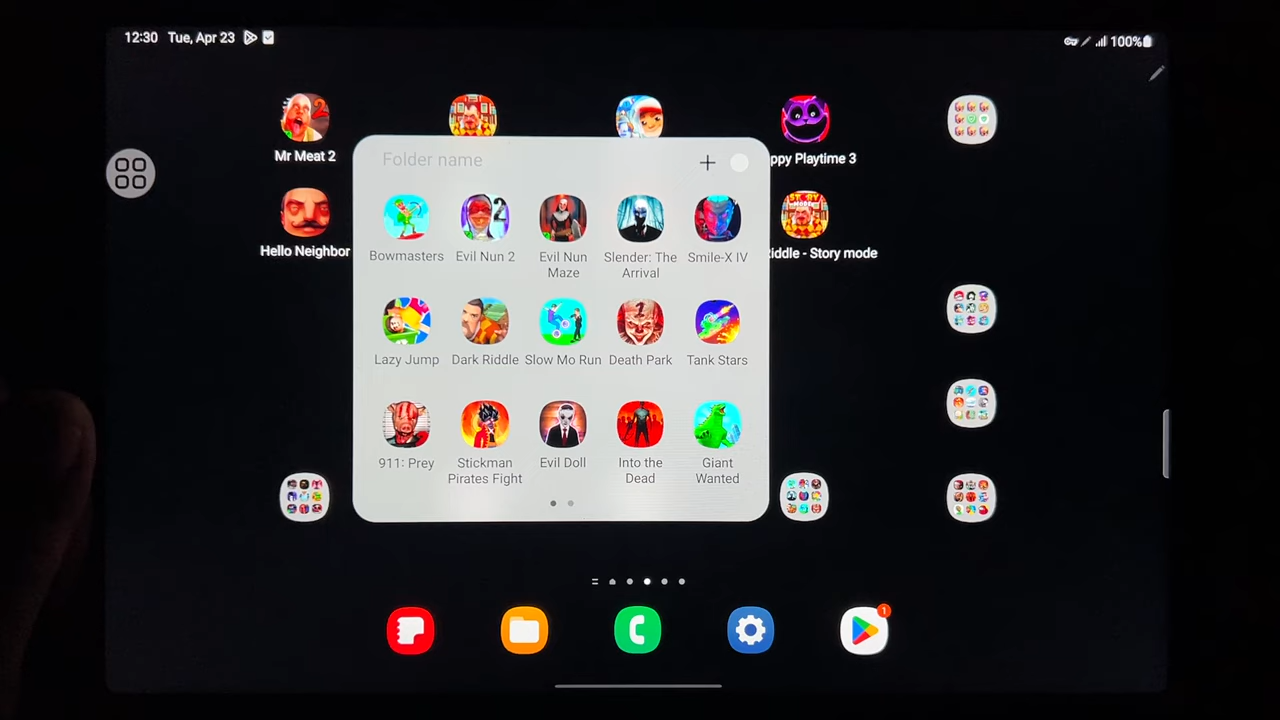 12:30 Tue, Apr 23
100%
Mr Meat 2
ppy Playtime 3
Hello Neighbor
iddle - Story mode
Folder name
Bowmasters
Evil Nun 2
Evil Nun
Maze
Slender: The
Arrival
Smile-X IV
Lazy Jump
Dark Riddle
Slow Mo Run
Death Park
Tank Stars
911: Prey
Stickman
Pirates Fight
Evil Doll
Into the
Dead
Giant
Wanted
1